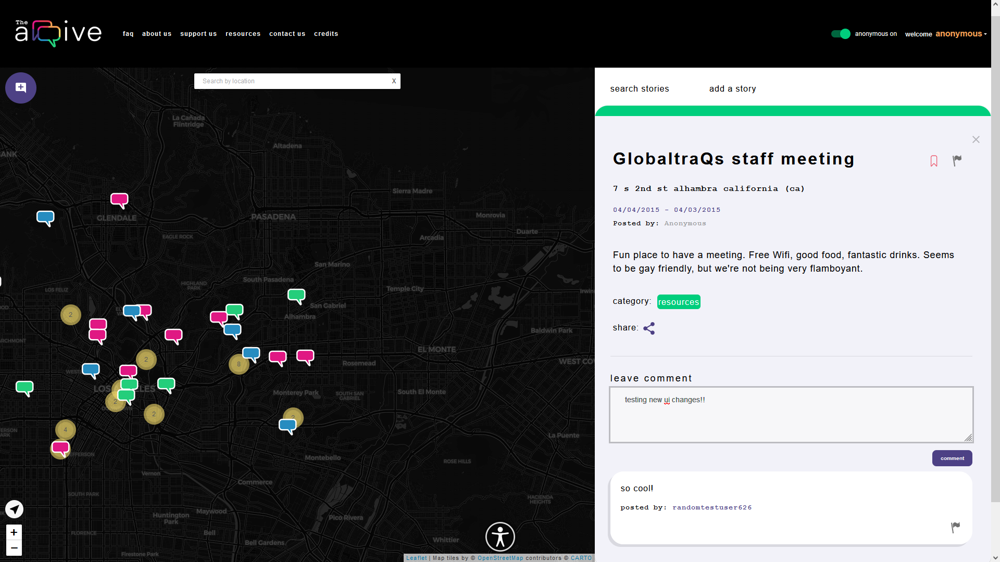 The
a ive
faq about us support us resources contact us credits
anonymous on
welcome anonymous
Search by location
X
search stories
add a story
GlobaltraQs staff meeting
7 s 2nd st alhambra california (ca)
04/04/2015 - 04/03/2015
Posted by: Anonymous
Fun place to have a meeting. Free Wifi, good food, fantastic drinks. Seems
to be gay friendly, but we're not being very flamboyant.
category: resources
share:
leave comment
testing new ui changes!!
comment
so cool!
posted by: randomtestuser626
La Cañada
Flintridge
Altadena
BANK
Sierra Madre
GLENDALE
PASADENA
Monrovia
Duarte
EAGLE ROCK
Arcadia
San Marino
South Pasadena
HIGHLAND
PARK
LOS FELIZ
Temple City
San Gabriel
Alhambra
2
Baldwin Park
EL MONTE
Rosemead
2
8
LOS
ELES
Monterey Park
SOUTH SAN
GABRIEL
South El Monte
2
2
2
4
La Puente
Montebello
ROSE HILLS
Vernon
Commerce
SOUTH PARK
HACIENDA
HEIGHTS
Huntington
Park
Maywood
Pico Rivera
FLORENCE
Bell
Bell Gardens
Whittier
Firestone Park
+
−
Leaflet | Map tiles by © OpenStreetMap contributors © CARTO